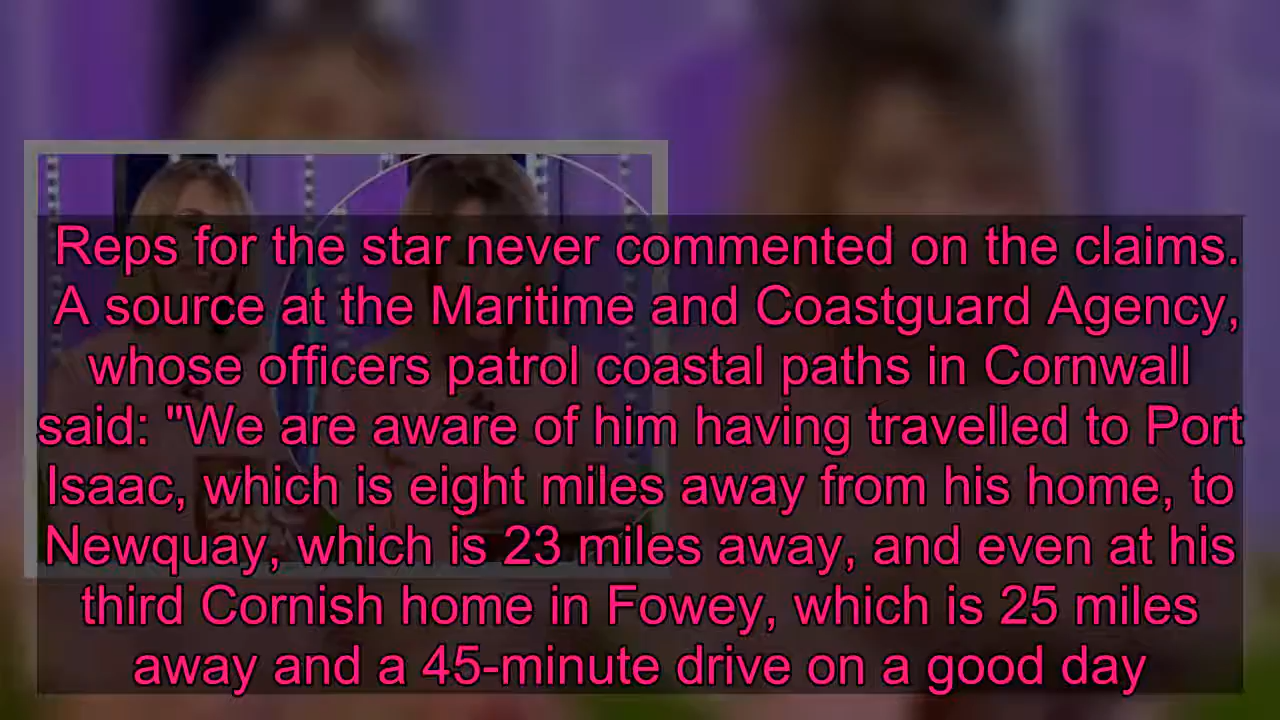 Reps for the star never commented on the claims.
A source at the Maritime and Coastguard Agency,
whose officers patrol coastal paths in Cornwall
said: "We are aware of him having travelled to Port
Isaac, which is eight miles away from his home, to
Newquay, which is 23 miles away, and even at his
third Cornish home in Fowey, which is 25 miles
away and a 45-minute drive on a good day